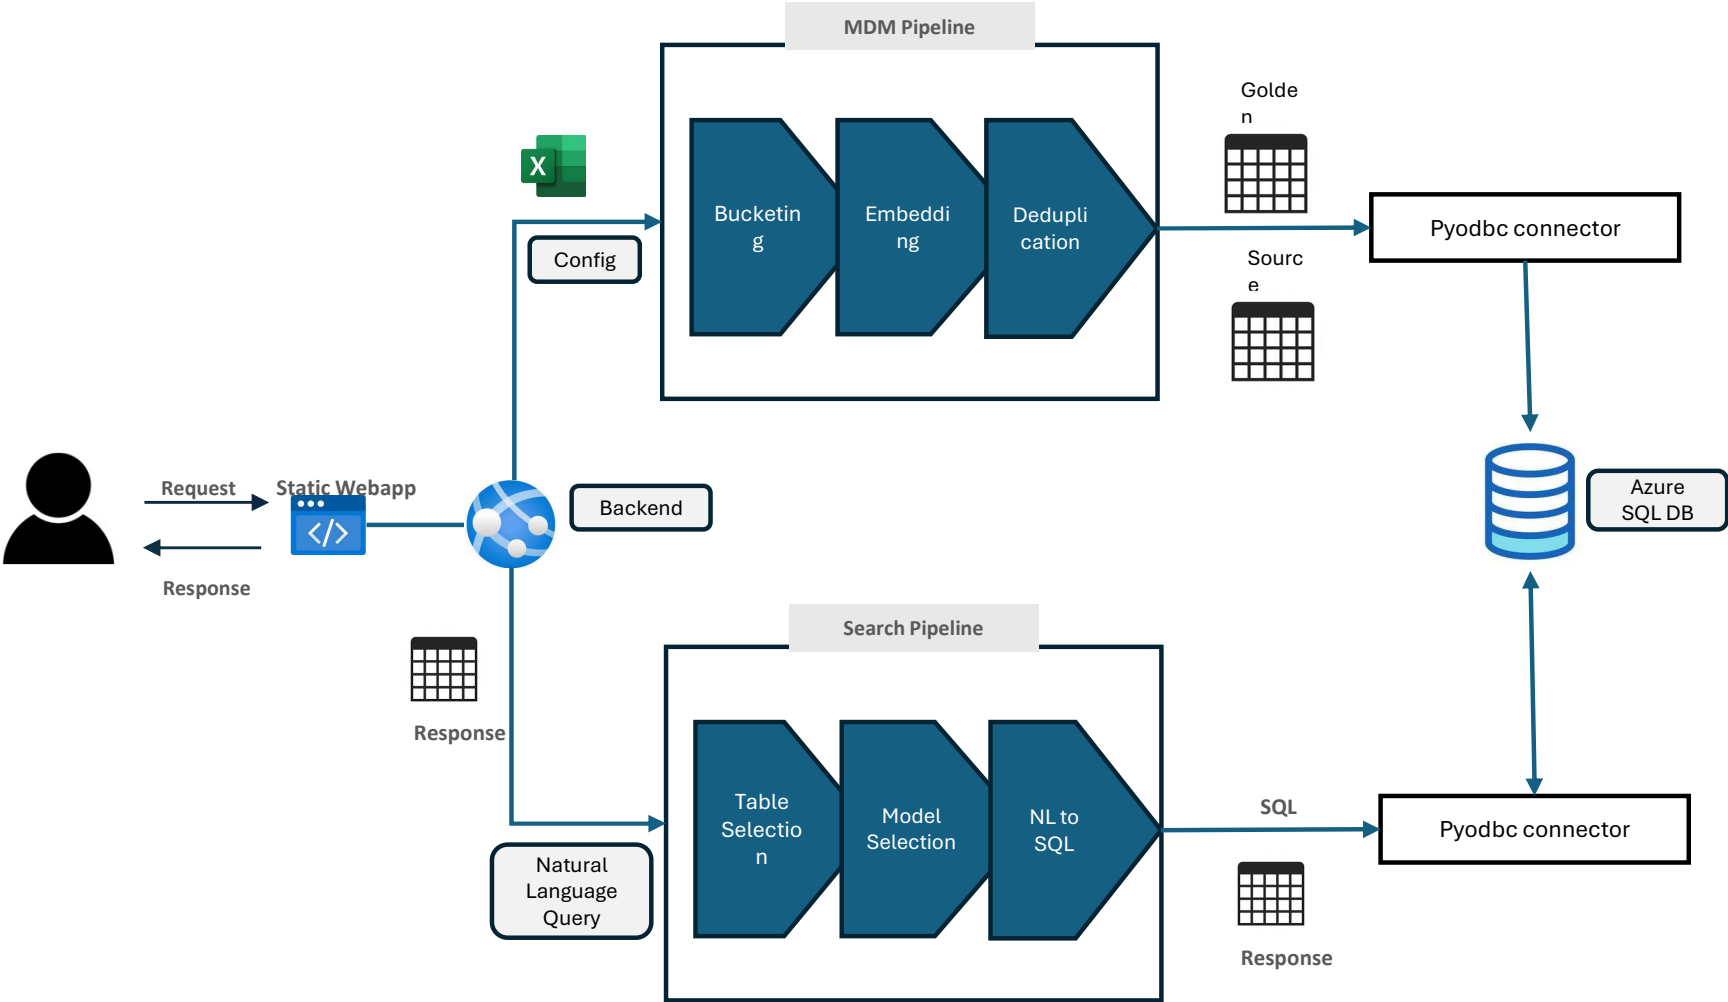 MDM Pipeline
Golde
n
X
Bucketin
g
Embeddi
ng
Dedupli
cation
Pyodbc connector
Config
Sourc
e
Request
Static Webapp
</>
Backend
Azure
SQL DB
Response
Search Pipeline
Response
Table
Selectio
n
Model
Selection
NL to
SQL
SQL
Pyodbc connector
Natural
Language
Query
Response